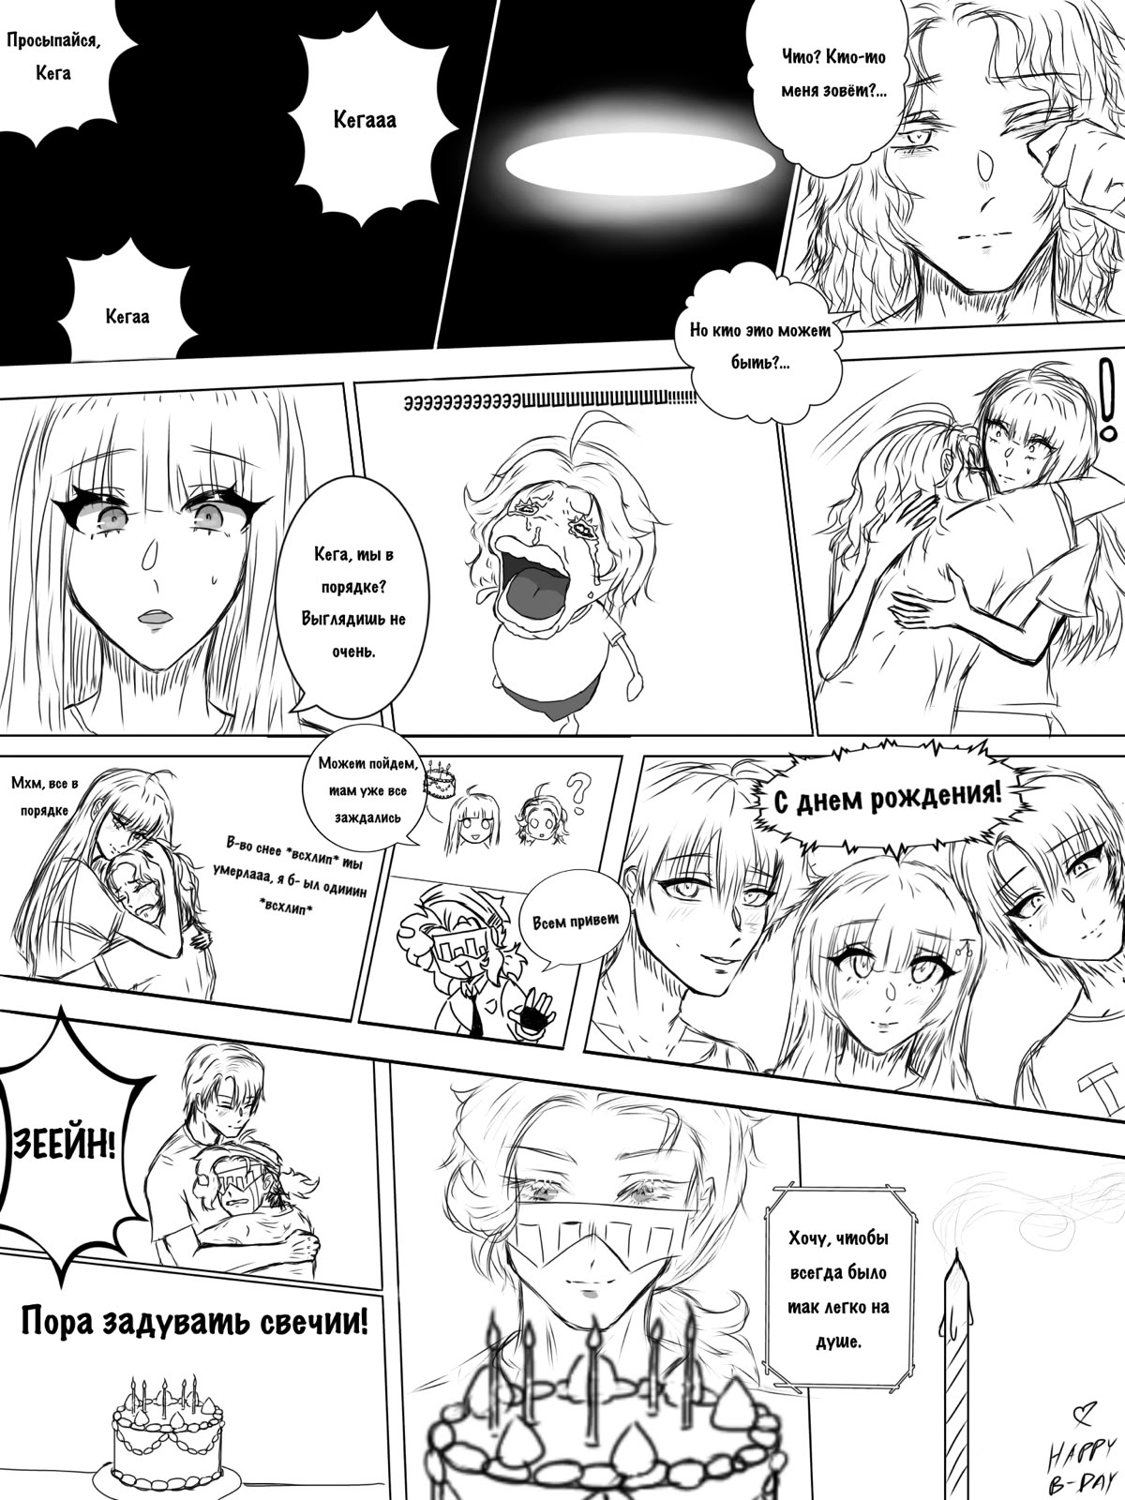 Просыпайся,
Кега
Кегааа
Кегаа
Что? Кто-то
меня зовёт?...
Но кто это может
быть?...
Кега, ты в
порядке?
Выглядишь не
очень.
ЭЭЭЭЭЭЭЭЭЭЭЭШШШШШШШШШШ!!!!!!!
!
Мхм, все в
порядке
В-во снее *всхлип* ты
умерлааа, я б- ыл одииин
*всхлип*
Может пойдем,
там уже все
заждались
?
Всем привет
С днем рождения!
ЗЕЕЙН!
Пора задувать свечии!
Хочу, чтобы
всегда было
так легко на
душе.
HAPPY
B-DAY